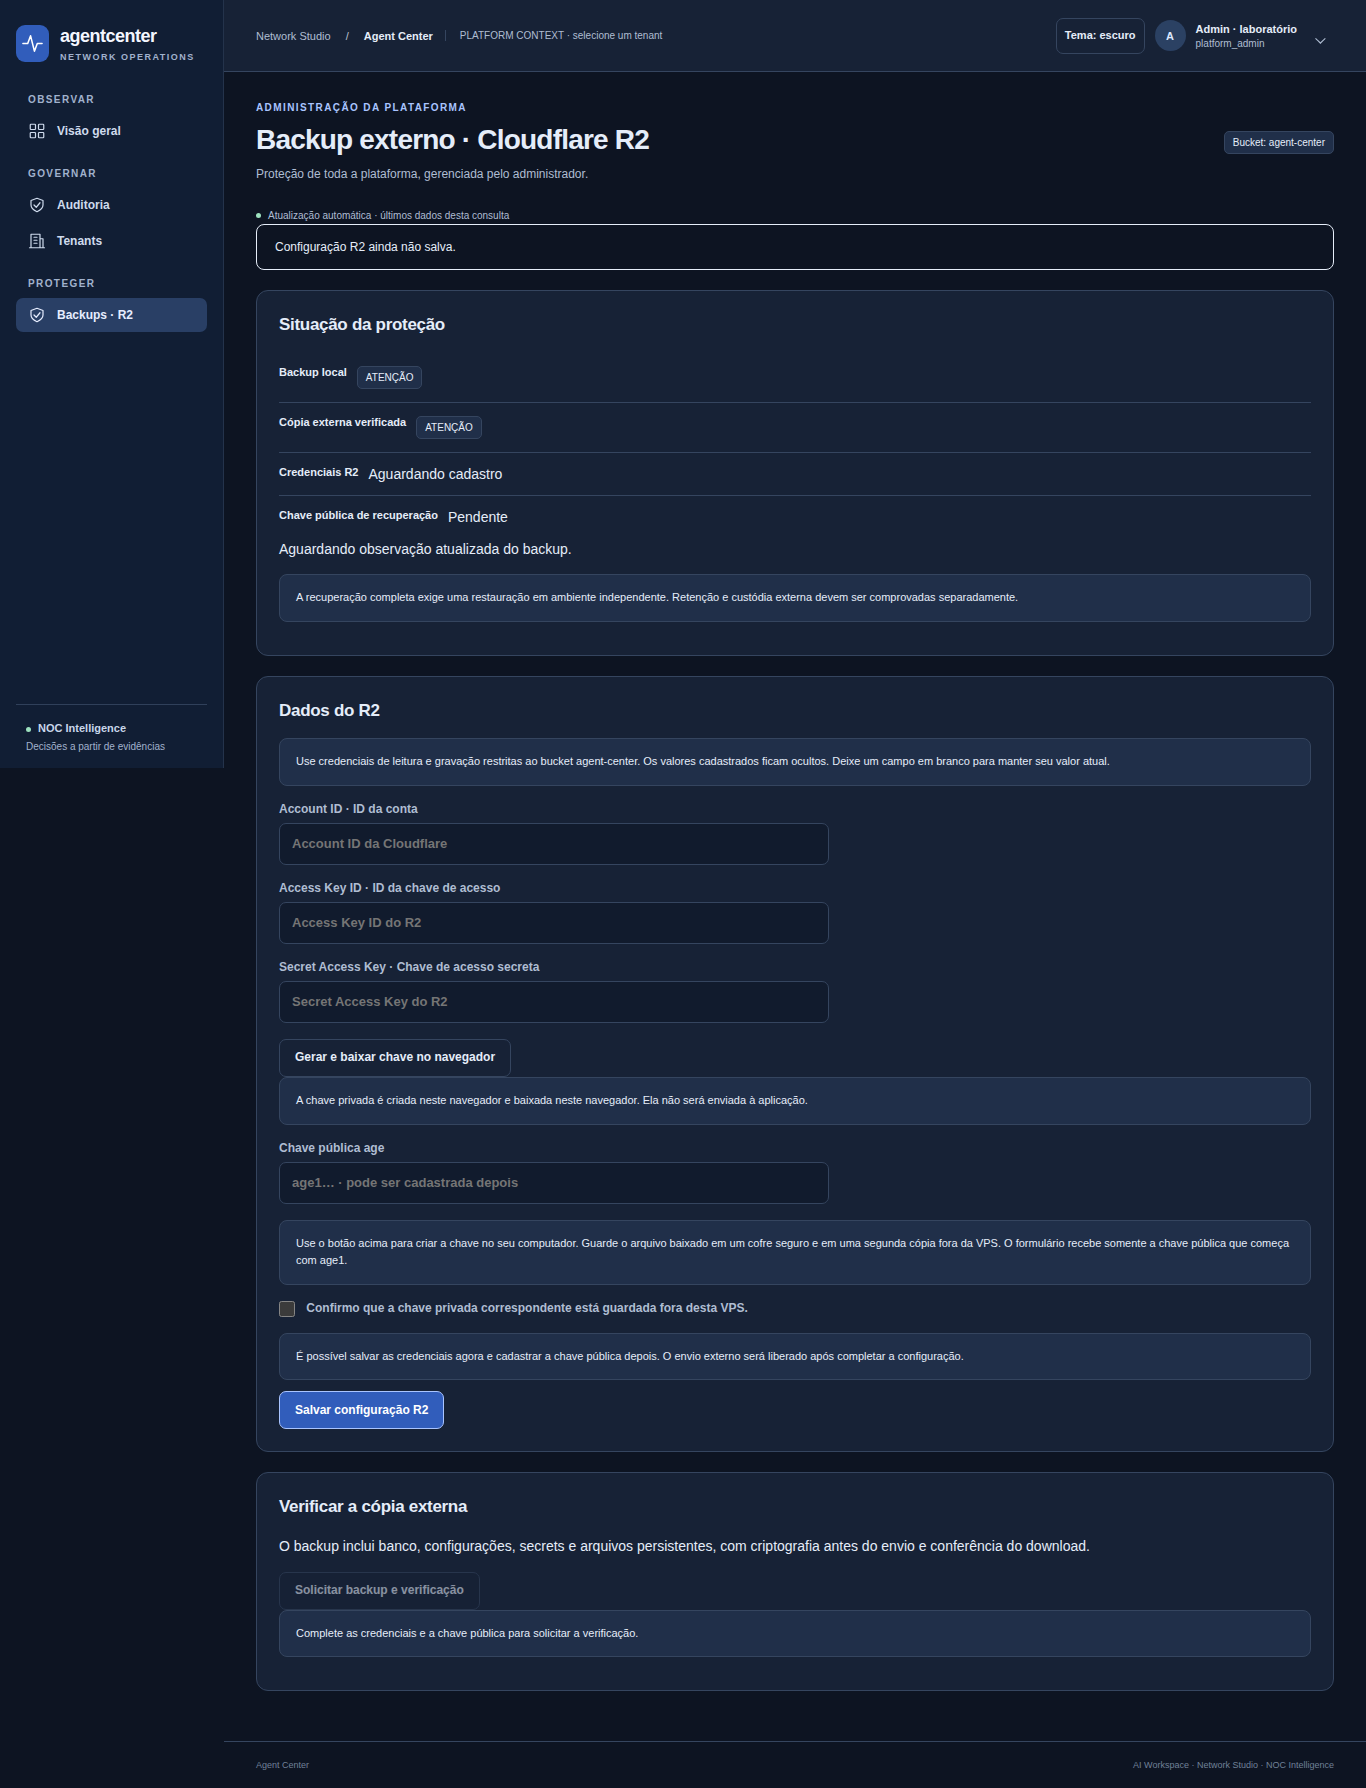 agentcenter
NETWORK OPERATIONS
OBSERVAR
Visão geral
GOVERNAR
Auditoria
Tenants
PROTEGER
Backups · R2
NOC Intelligence
Decisões a partir de evidências
Network Studio / Agent Center PLATFORM CONTEXT · selecione um tenant
Tema: escuro
A
Admin · laboratório
platform_admin
ADMINISTRAÇÃO DA PLATAFORMA
Backup externo · Cloudflare R2
Bucket: agent-center
Proteção de toda a plataforma, gerenciada pelo administrador.
Atualização automática · últimos dados desta consulta
Configuração R2 ainda não salva.
Situação da proteção
Backup local ATENÇÃO
Cópia externa verificada ATENÇÃO
Credenciais R2 Aguardando cadastro
Chave pública de recuperação Pendente
Aguardando observação atualizada do backup.
A recuperação completa exige uma restauração em ambiente independente. Retenção e custódia externa devem ser comprovadas separadamente.
Dados do R2
Use credenciais de leitura e gravação restritas ao bucket agent-center. Os valores cadastrados ficam ocultos. Deixe um campo em branco para manter seu valor atual.
Account ID · ID da conta
Account ID da Cloudflare
Access Key ID · ID da chave de acesso
Access Key ID do R2
Secret Access Key · Chave de acesso secreta
Secret Access Key do R2
Gerar e baixar chave no navegador
A chave privada é criada neste navegador e baixada neste navegador. Ela não será enviada à aplicação.
Chave pública age
age1… · pode ser cadastrada depois
Use o botão acima para criar a chave no seu computador. Guarde o arquivo baixado em um cofre seguro e em uma segunda cópia fora da VPS. O formulário recebe somente a chave pública que começa
com age1.
Confirmo que a chave privada correspondente está guardada fora desta VPS.
É possível salvar as credenciais agora e cadastrar a chave pública depois. O envio externo será liberado após completar a configuração.
Salvar configuração R2
Verificar a cópia externa
O backup inclui banco, configurações, secrets e arquivos persistentes, com criptografia antes do envio e conferência do download.
Solicitar backup e verificação
Complete as credenciais e a chave pública para solicitar a verificação.
Agent Center
AI Workspace · Network Studio · NOC Intelligence